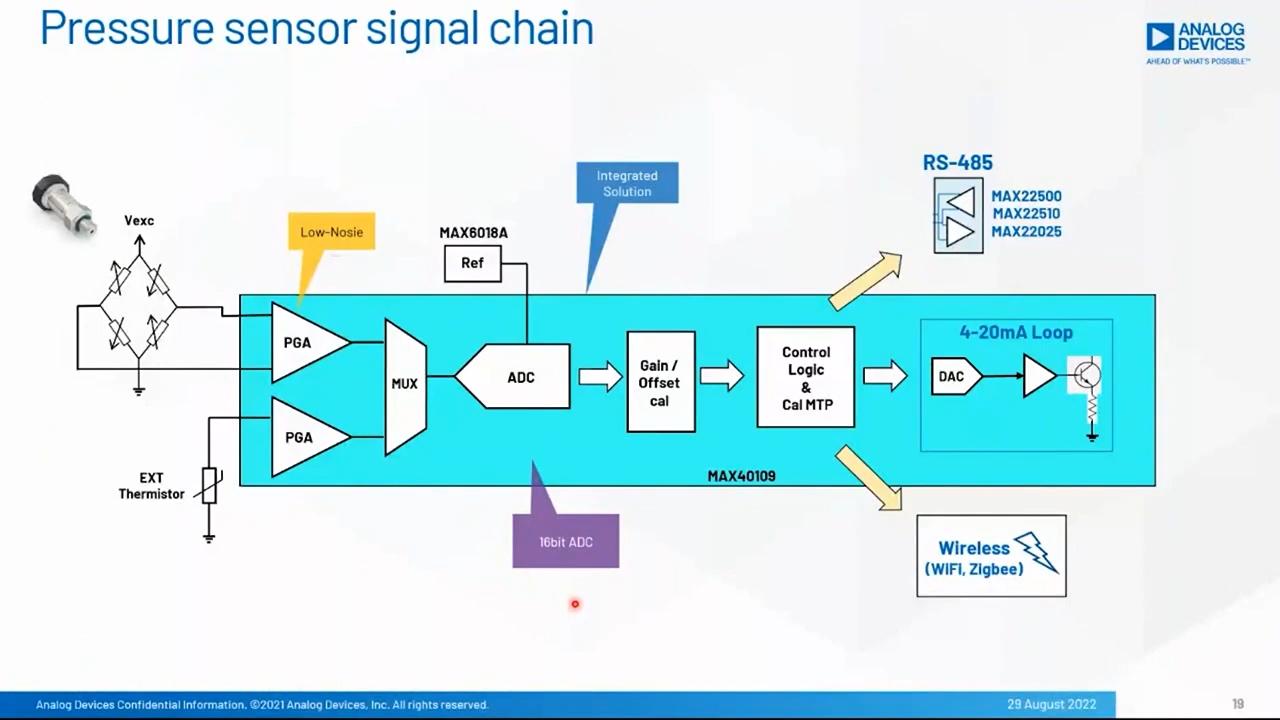 Pressure sensor signal chain
ANALOG
DEVICES
AHEAD OF WHAT'S POSSIBLE™
RS-485
Integrated
Solution
MAX22500
MAX22510
MAX22025
Vexc
Low-Nosie
MAX6018A
Ref
4-20mA Loop
PGA
MUX
ADC
Gain /
Offset
cal
Control
Logic
&
Cal MTP
DAC
PGA
EXT
Thermistor
MAX40109
16bit ADC
Wireless
(WiFi, Zigbee)
Analog Devices Confidential Information. ©2021 Analog Devices, Inc. All rights reserved.
29 August 2022
19